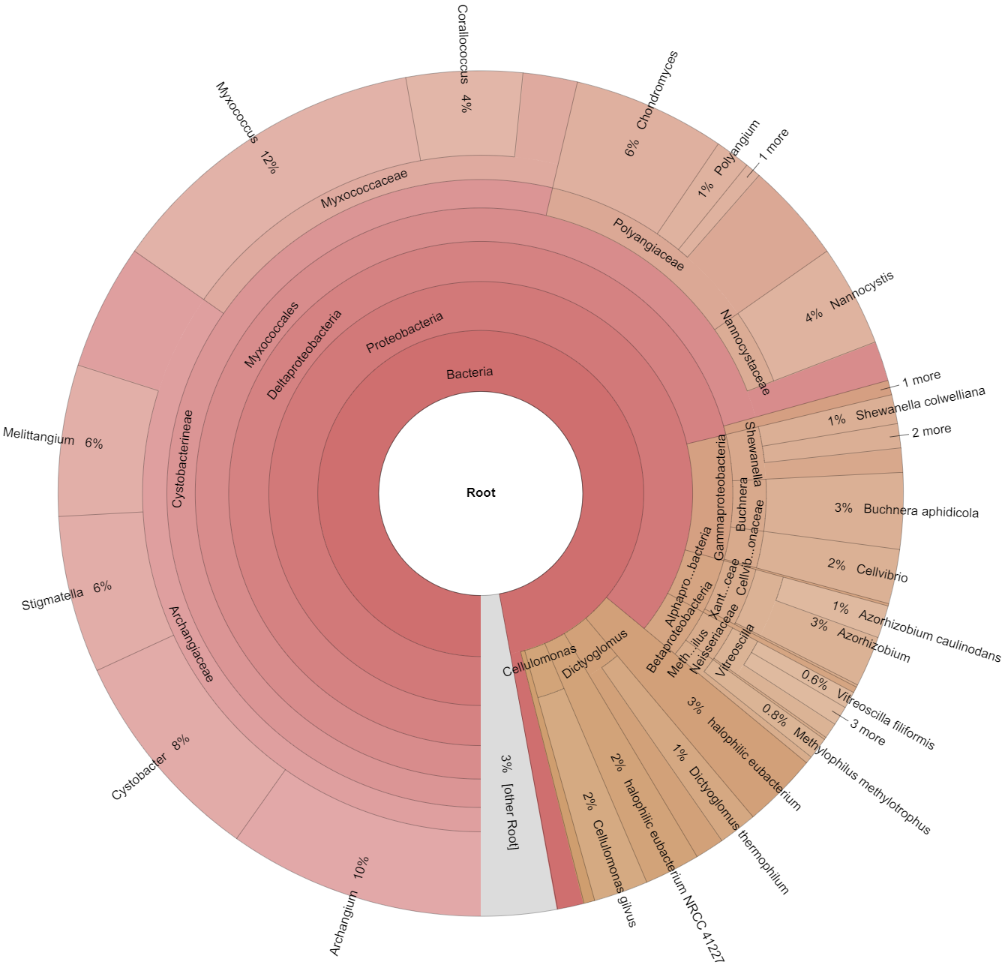 Corallococcus 4%
Myxococcus 12%
Chondromyces 6%
Polyangium 1%
1 more
Myxococcaceae
Polyangiaceae
Nannocystis 4%
Nannocystaceae
Myxococcales
Deltaproteobacteria
Proteobacteria
Bacteria
Root
Cystobacterineae
Archangiaceae
Melittangium 6%
Stigmatella 6%
Cystobacter 8%
Archangium 10%
3% [other Root]
1 more
1% Shewanella colwelliana
2 more
Shewanella
Gammaproteobacteria
Buchnera
3% Buchnera aphidicola
Cellvib...onaceae
2% Cellvibrio
Xant...ceae
Alphapro...bacteria
1% Azorhizobium caulinodans
3% Azorhizobium
Betaproteobacteria
Meth...ilus
Neisseriaceae
Vitreoscilla
0.6% Vitreoscilla filiformis
3 more
0.8% Methylophilus methylotrophus
3% halophilic eubacterium
Dictyoglomus
1% Dictyoglomus thermophilum
2% halophilic eubacterium NRCC 41227
Cellulomonas
2% Cellulomonas gilvus